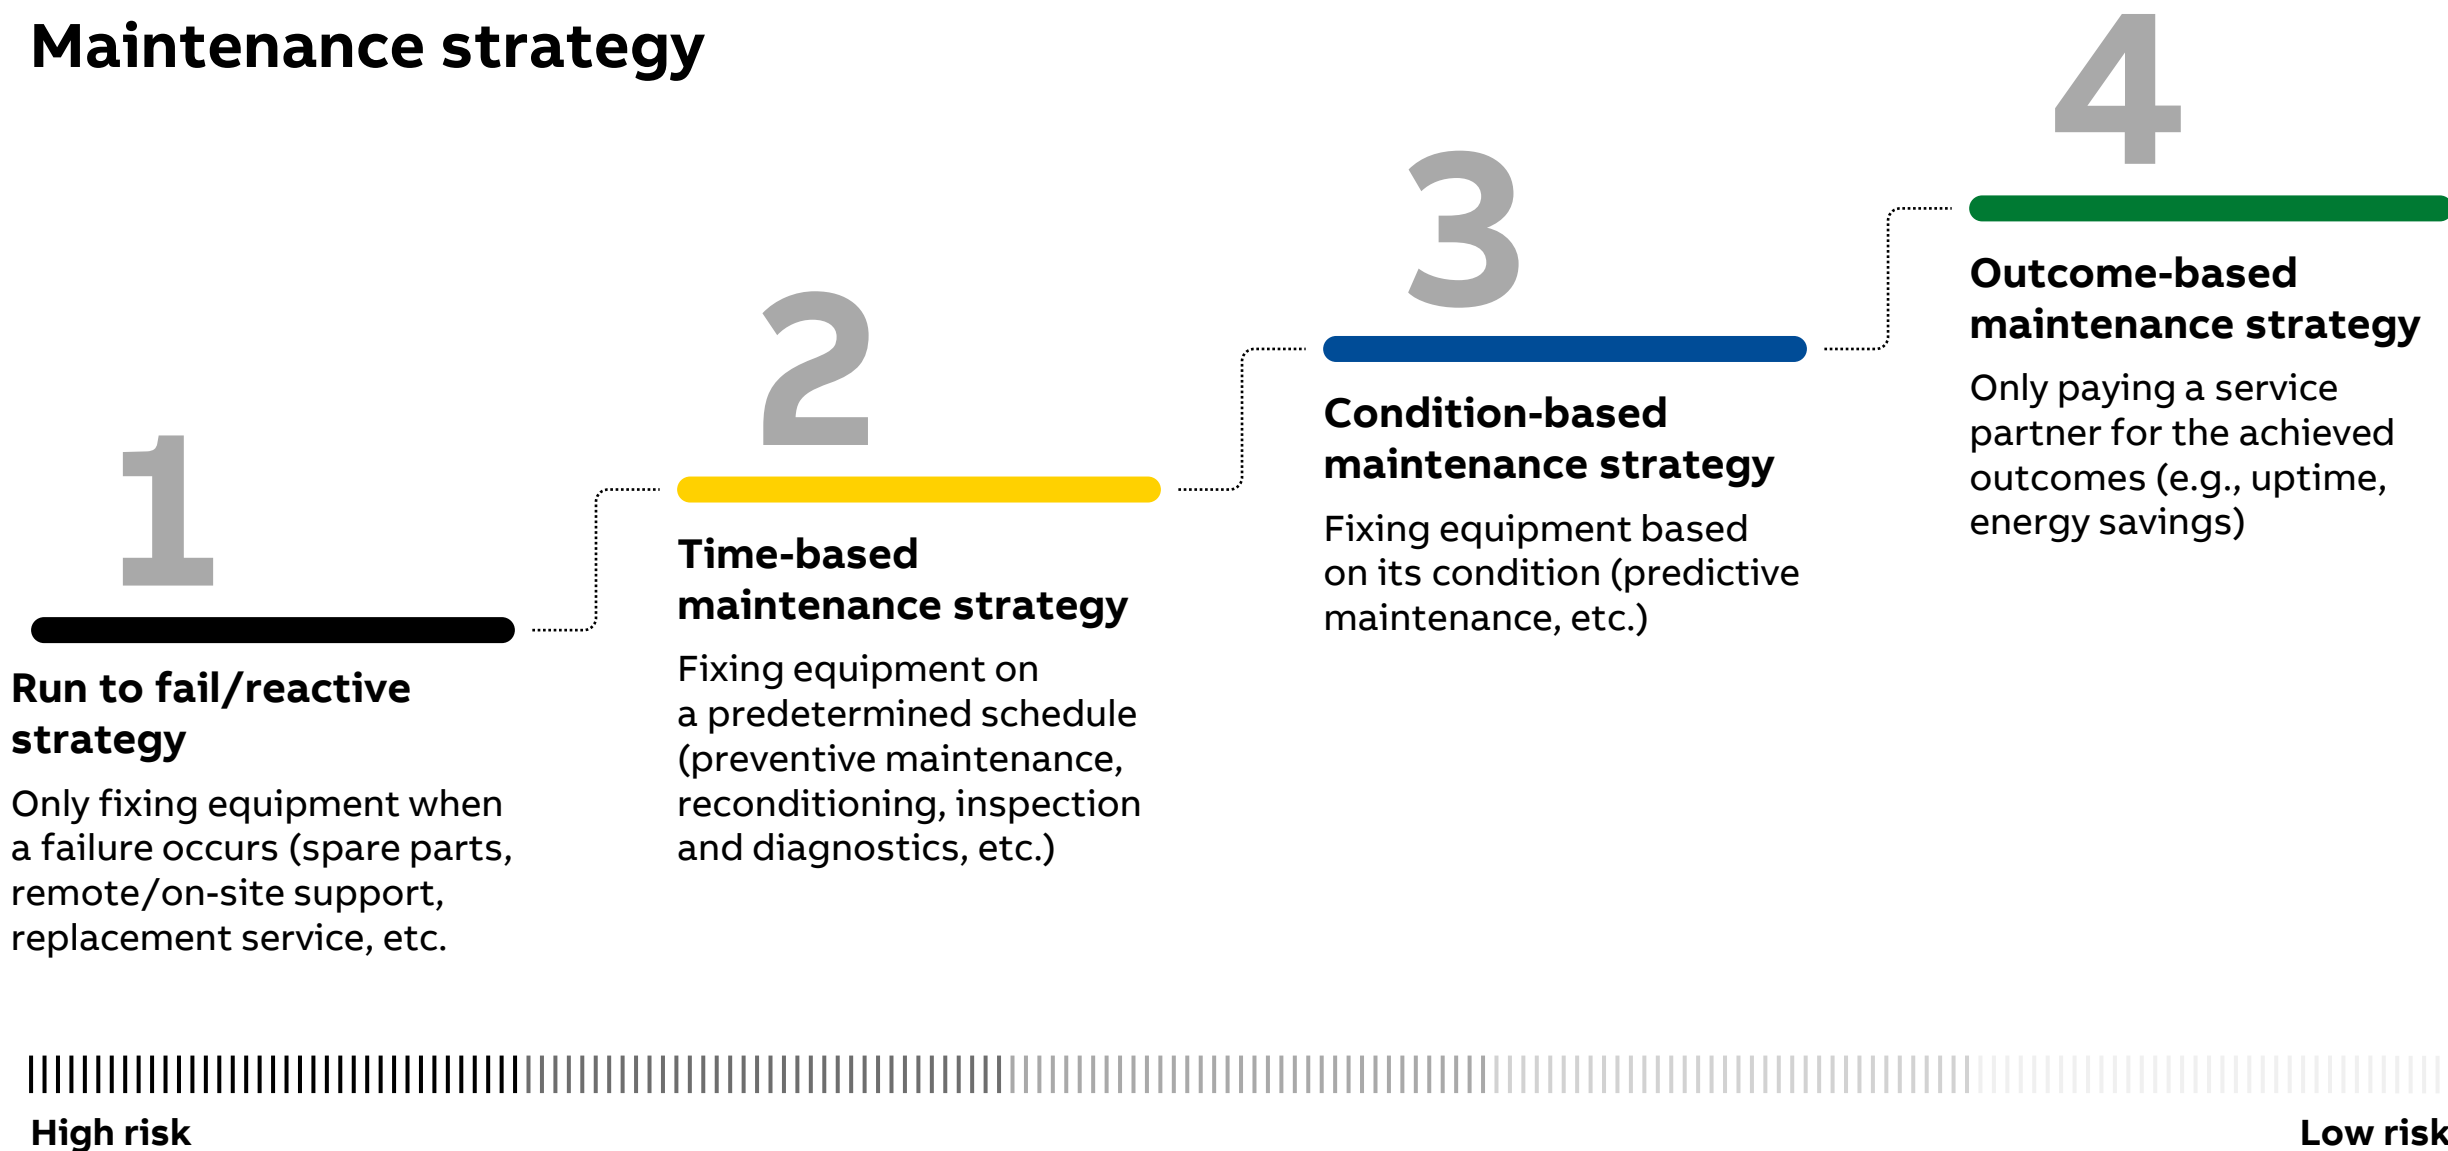 Maintenance strategy
1
Run to fail/reactive
strategy
Only fixing equipment when
a failure occurs (spare parts,
remote/on-site support,
replacement service, etc.
2
Time-based
maintenance strategy
Fixing equipment on
a predetermined schedule
(preventive maintenance,
reconditioning, inspection
and diagnostics, etc.)
3
Condition-based
maintenance strategy
Fixing equipment based
on its condition (predictive
maintenance, etc.)
4
Outcome-based
maintenance strategy
Only paying a service
partner for the achieved
outcomes (e.g., uptime,
energy savings)
High risk
Low risk